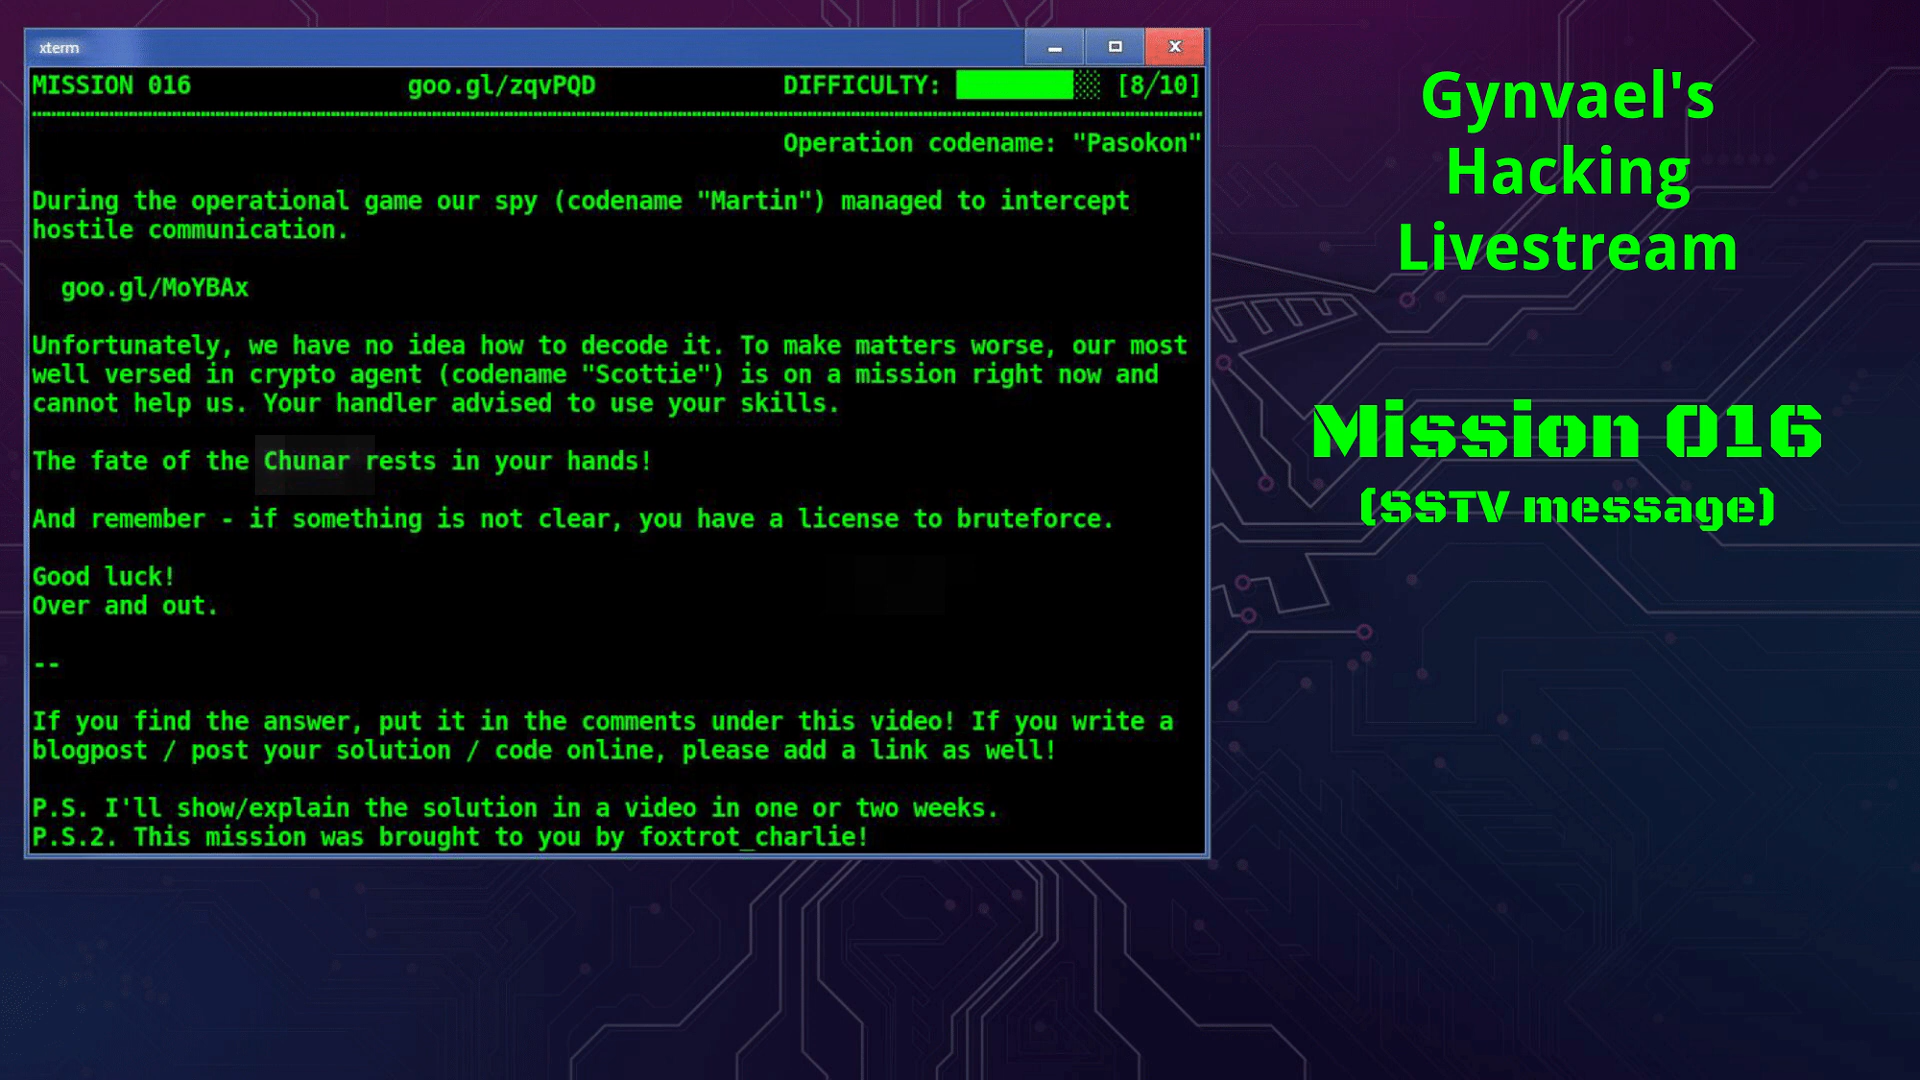 xterm
MISSION 016 goo.gl/zqvPQD DIFFICULTY: [8/10]
Operation codename: "Pasokon"
During the operational game our spy (codename "Martin") managed to intercept
hostile communication.
goo.gl/MoYBAx
Unfortunately, we have no idea how to decode it. To make matters worse, our most
well versed in crypto agent (codename "Scottie") is on a mission right now and
cannot help us. Your handler advised to use your skills.
The fate of the Chunar rests in your hands!
And remember - if something is not clear, you have a license to bruteforce.
Good luck!
Over and out.
--
If you find the answer, put it in the comments under this video! If you write a
blogpost / post your solution / code online, please add a link as well!
P.S. I'll show/explain the solution in a video in one or two weeks.
P.S.2. This mission was brought to you by foxtrot_charlie!
Gynvael's
Hacking
Livestream
Mission 016
(SSTV message)